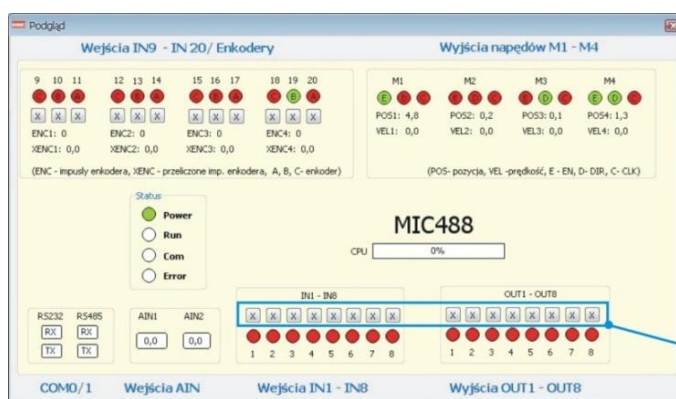 Podgląd
Wejścia IN9 - IN 20/ Enkodery
Wyjścia napędów M1 - M4
9 10 11 12 13 14 15 16 17 18 19 20
C B A C B A C B A C B A
X X X X X X X X X X X X
ENC1: 0 ENC2: 0 ENC3: 0 ENC4: 0
XENC1: 0,0 XENC2: 0,0 XENC3: 0,0 XENC4: 0,0
(ENC - impulsy enkodera, XENC - przeliczone imp. enkodera, A, B, C- enkoder)
M1 M2 M3 M4
E D C E D C E D C E D C
POS1: 4,8 POS2: 0,2 POS3: 0,1 POS4: 1,3
VEL1: 0,0 VEL2: 0,0 VEL3: 0,0 VEL4: 0,0
(POS- pozycja, VEL -prędkość, E - EN, D- DIR, C- CLK)
Status
Power
Run
Com
Error
MIC488
CPU 0%
RS232 RS485
RX RX
TX TX
AIN1 AIN2
0,0 0,0
IN1 - IN8
X X X X X X X X
1 2 3 4 5 6 7 8
OUT1 - OUT8
X X X X X X X X
1 2 3 4 5 6 7 8
COM0/1 Wejścia AIN Wejścia IN1 - IN8 Wyjścia OUT1 - OUT8